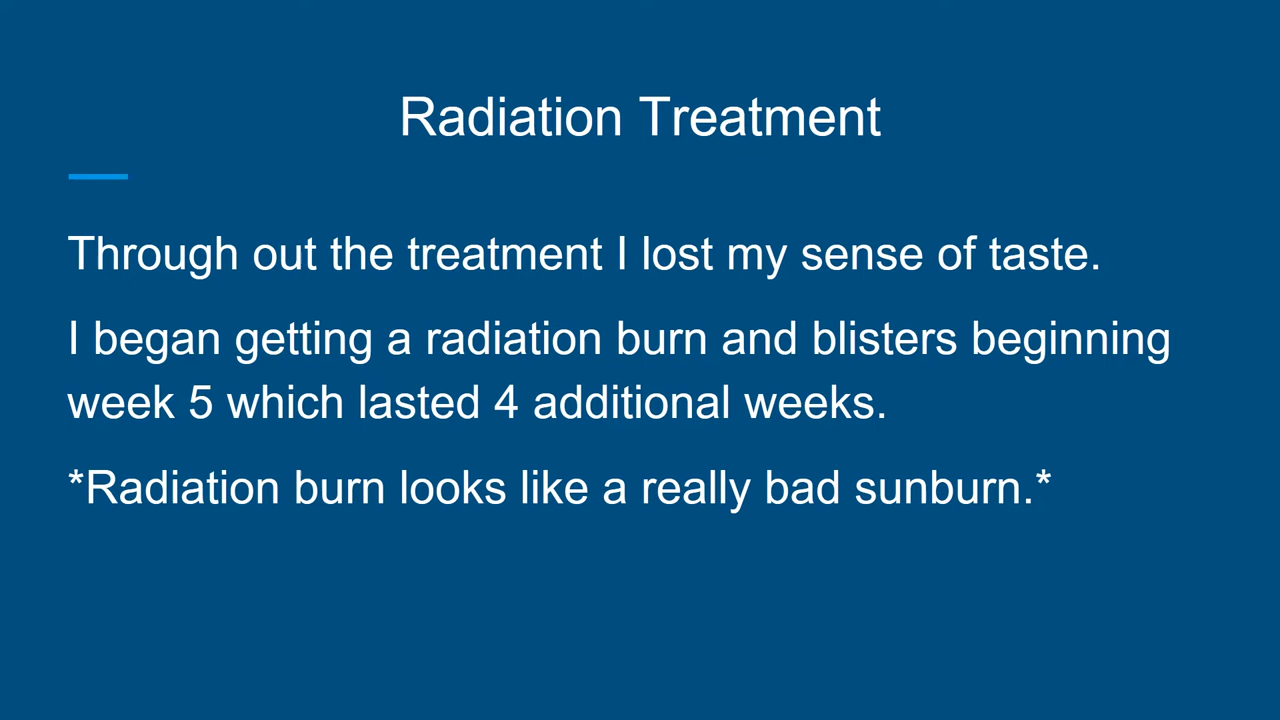 Radiation Treatment
Through out the treatment I lost my sense of taste.
I began getting a radiation burn and blisters beginning
week 5 which lasted 4 additional weeks.
*Radiation burn looks like a really bad sunburn.*